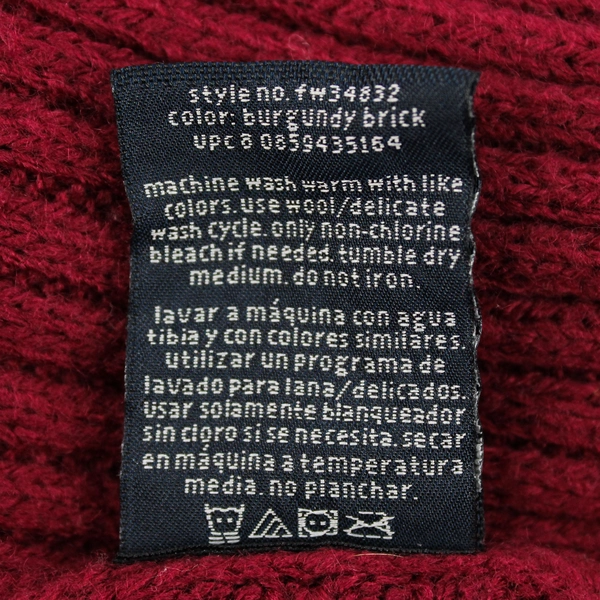 style no. fw34832
color: burgundy brick
UPC 8 0859435164
machine wash warm with like
colors. use wool/delicate
wash cycle. only non-chlorine
bleach if needed. tumble dry
medium. do not iron.
lavar a máquina con agua
tibia y con colores similares.
utilizar un programa de
lavado para lana/delicados.
usar solamente blanqueador
sin cloro si se necesita. secar
en máquina a temperatura
media. no planchar.